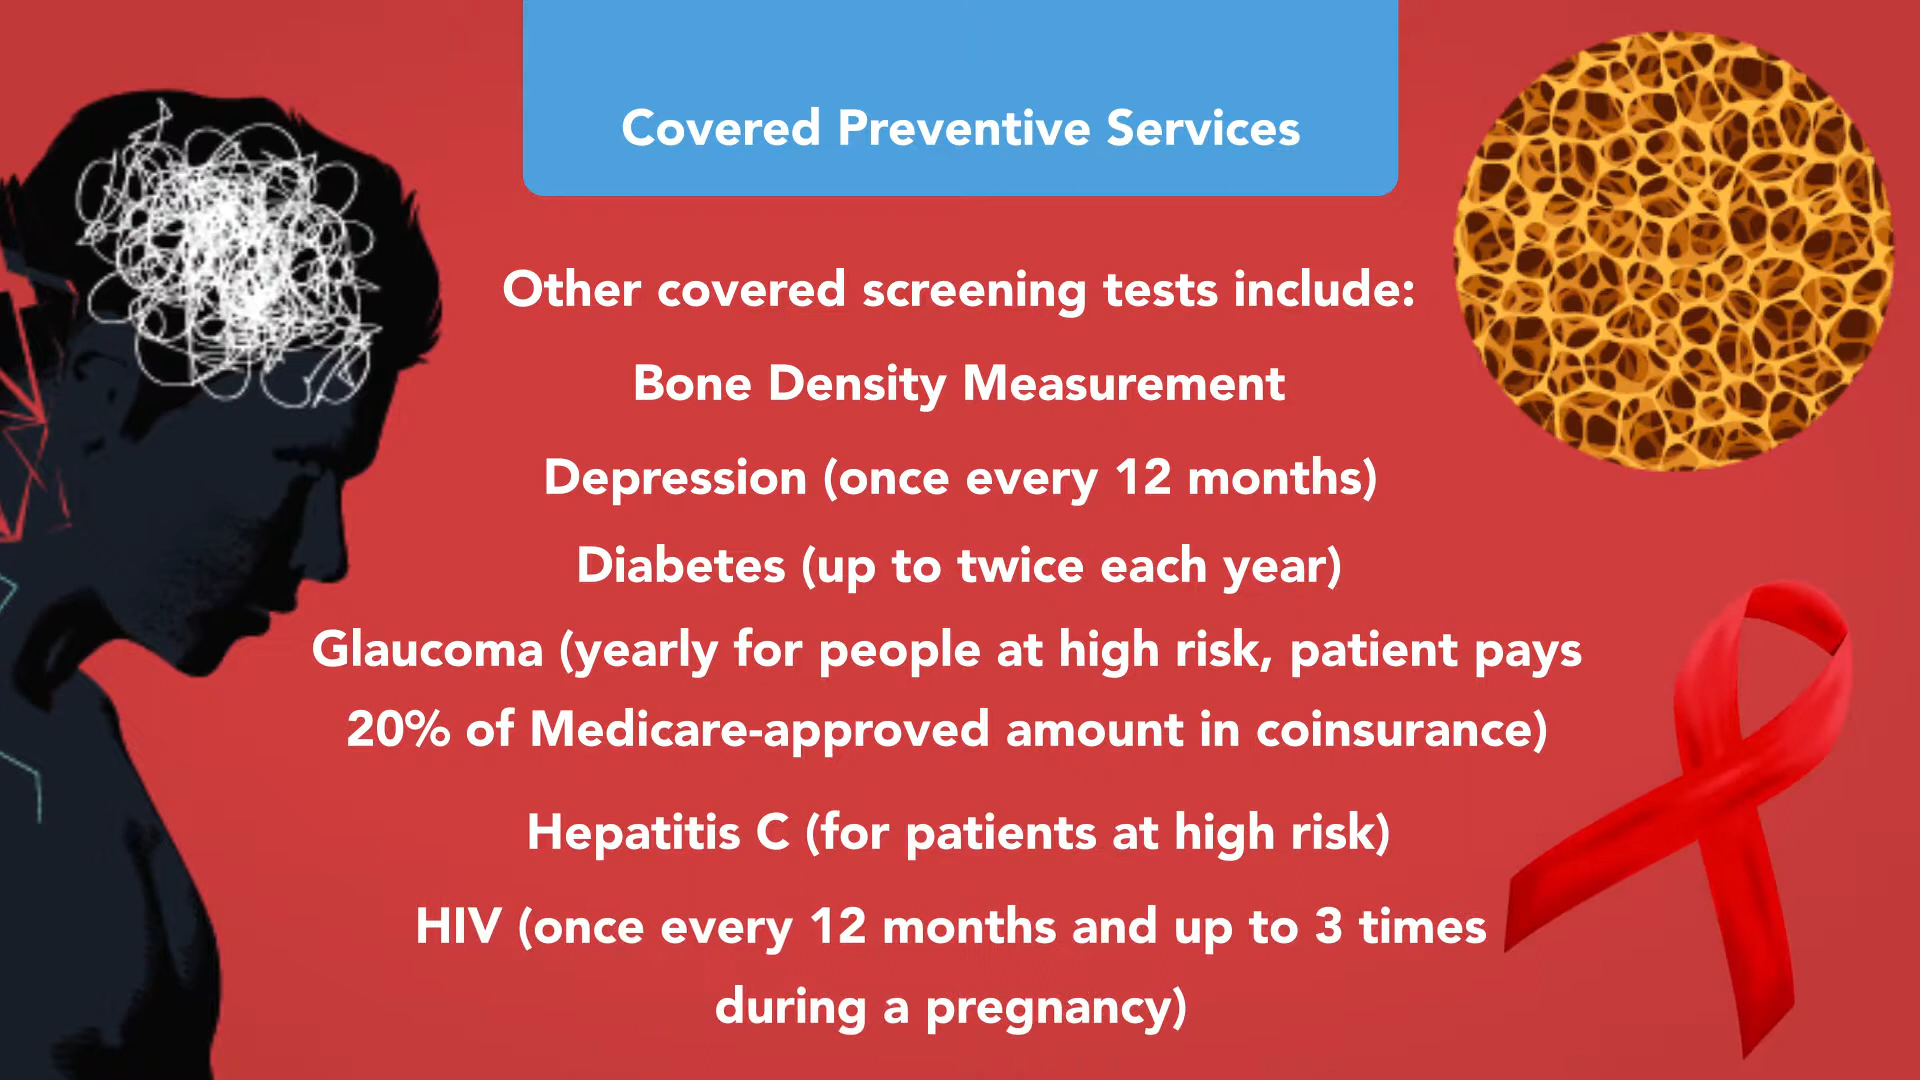 Covered Preventive Services
Other covered screening tests include:
Bone Density Measurement
Depression (once every 12 months)
Diabetes (up to twice each year)
Glaucoma (yearly for people at high risk, patient pays
20% of Medicare-approved amount in coinsurance)
Hepatitis C (for patients at high risk)
HIV (once every 12 months and up to 3 times
during a pregnancy)